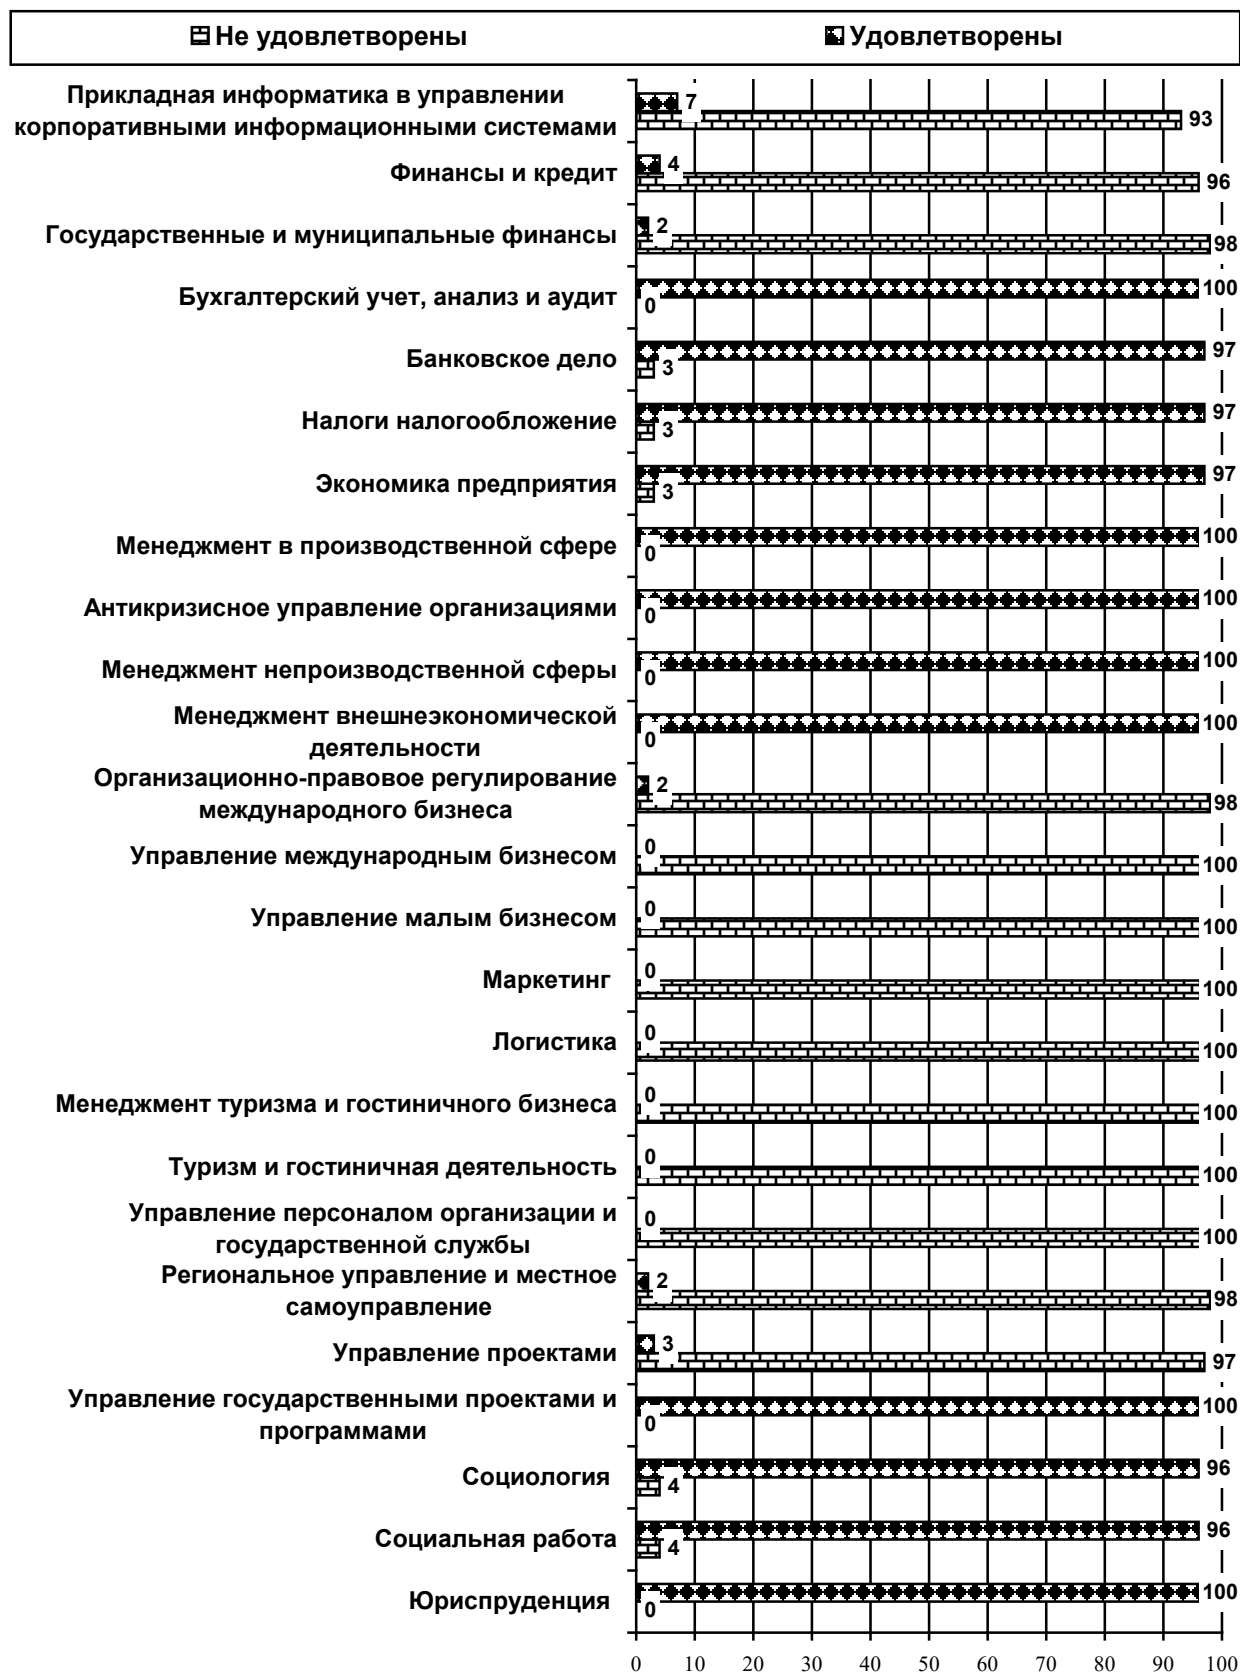 Не удовлетворены Удовлетворены
Прикладная информатика в управлении
корпоративными информационными системами
7
93
Финансы и кредит
4
96
Государственные и муниципальные финансы
2
98
Бухгалтерский учет, анализ и аудит
100
0
Банковское дело
97
3
Налоги налогообложение
97
3
Экономика предприятия
97
3
Менеджмент в производственной сфере
100
0
Антикризисное управление организациями
100
0
Менеджмент непроизводственной сферы
100
0
Менеджмент внешнеэкономической
деятельности
100
0
Организационно-правовое регулирование
международного бизнеса
2
98
Управление международным бизнесом
0
100
Управление малым бизнесом
0
100
Маркетинг
0
100
Логистика
0
100
Менеджмент туризма и гостиничного бизнеса
0
100
Туризм и гостиничная деятельность
0
100
Управление персоналом организации и
государственной службы
0
100
Региональное управление и местное
самоуправление
2
98
Управление проектами
3
97
Управление государственными проектами и
программами
100
0
Социология
96
4
Социальная работа
96
4
Юриспруденция
100
0
0 10 20 30 40 50 60 70 80 90 100